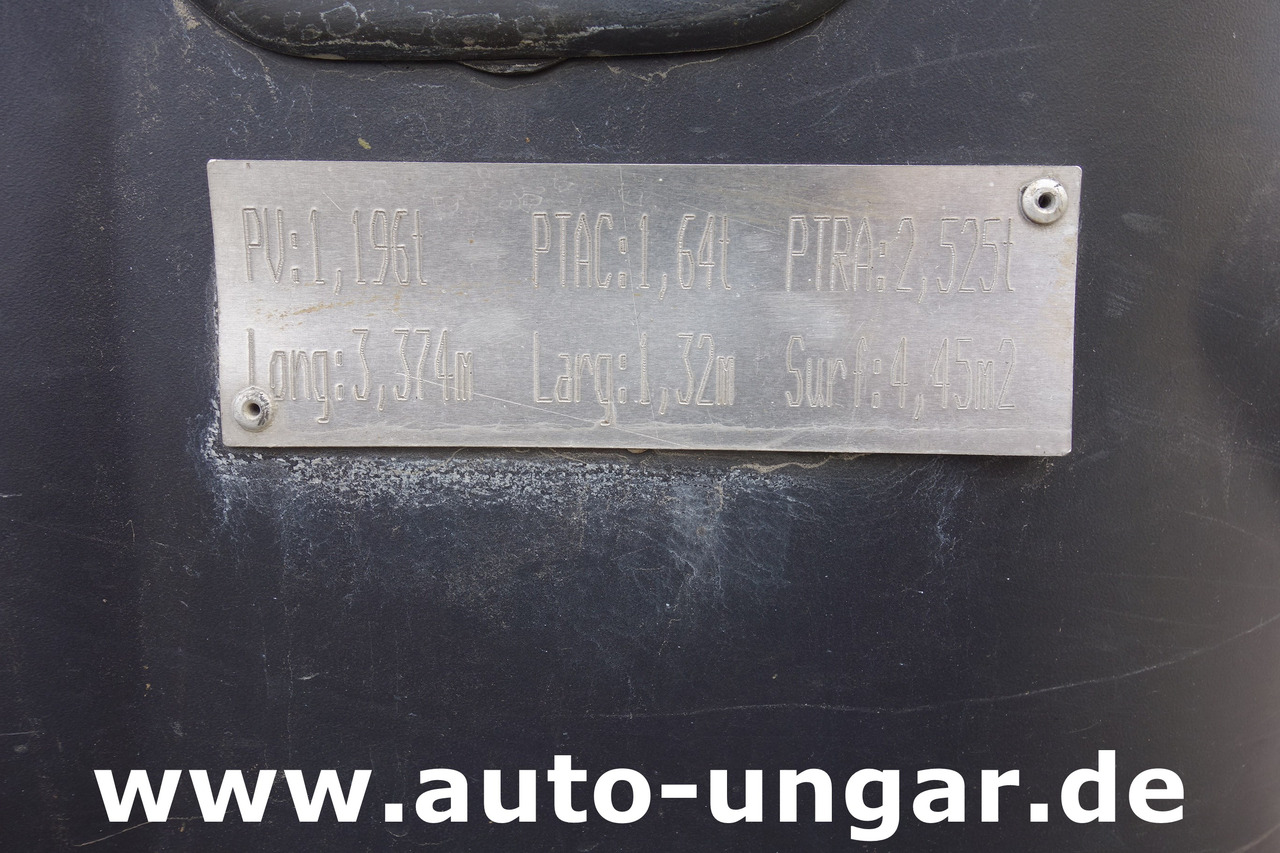 PV:1,196t PTAC:1,64t PTRA:2,525t
Long:3,374m Larg:1,32m Surf:4,45m2
www.auto-ungar.de